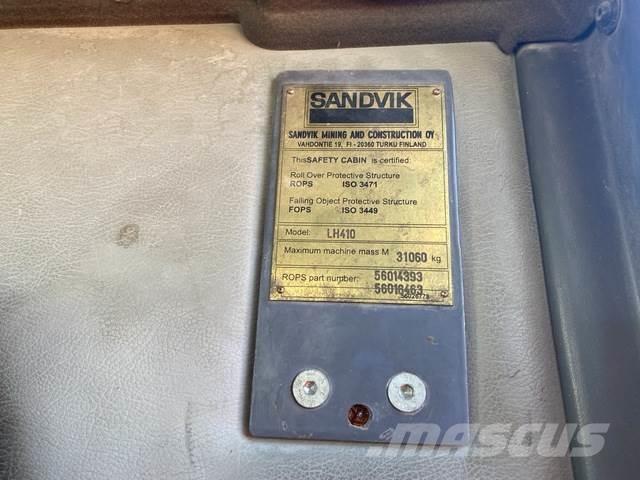 SANDVIK
SANDVIK MINING AND CONSTRUCTION OY
VAHDONTIE 19, FI - 20360 TURKU FINLAND
This SAFETY CABIN is certified:
Roll Over Protective Structure
ROPS ISO 3471
Falling Object Protective Structure
FOPS ISO 3449
Model: LH410
Maximum machine mass M 31060 kg
ROPS part number: 56014393
56016463
56026778
mascus